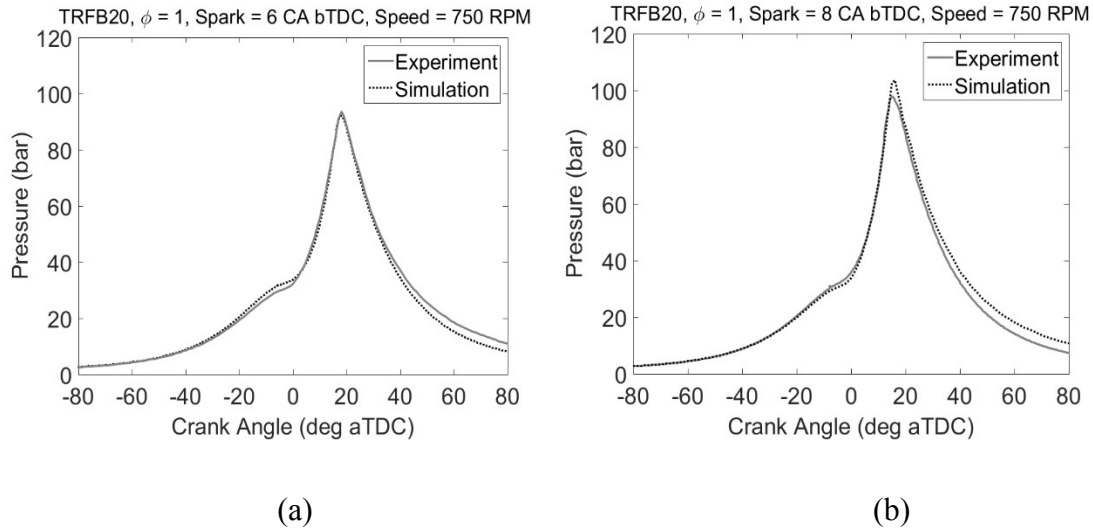 TRFB20, ϕ = 1, Spark = 6 CA bTDC, Speed = 750 RPM
120
100
80
60
40
20
0
Pressure (bar)
Experiment
Simulation
-80 -60 -40 -20 0 20 40 60 80
Crank Angle (deg aTDC)
(a)
TRFB20, ϕ = 1, Spark = 8 CA bTDC, Speed = 750 RPM
120
100
80
60
40
20
0
Pressure (bar)
Experiment
Simulation
-80 -60 -40 -20 0 20 40 60 80
Crank Angle (deg aTDC)
(b)